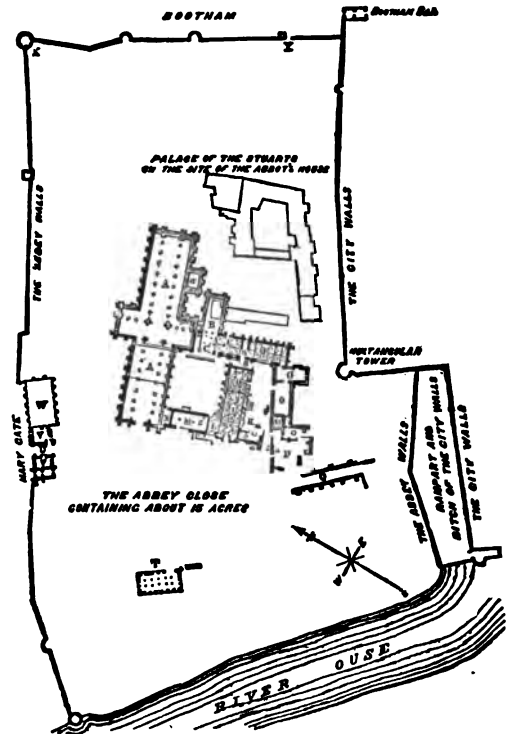 BOOTHAM
BOOTHAM BAR
K
PALACE OF THE STUARTS
ON THE SITE OF THE ABBOT'S HOUSE
THE ABBEY WALLS
THE CITY WALLS
A
B
A
MULTANGULAR
TOWER
MARY GATE
THE ABBEY WALLS
RAMPART AND
DITCH OF THE CITY WALLS
THE CITY WALLS
THE ABBEY CLOSE
CONTAINING ABOUT 15 ACRES
T
RIVER OUSE